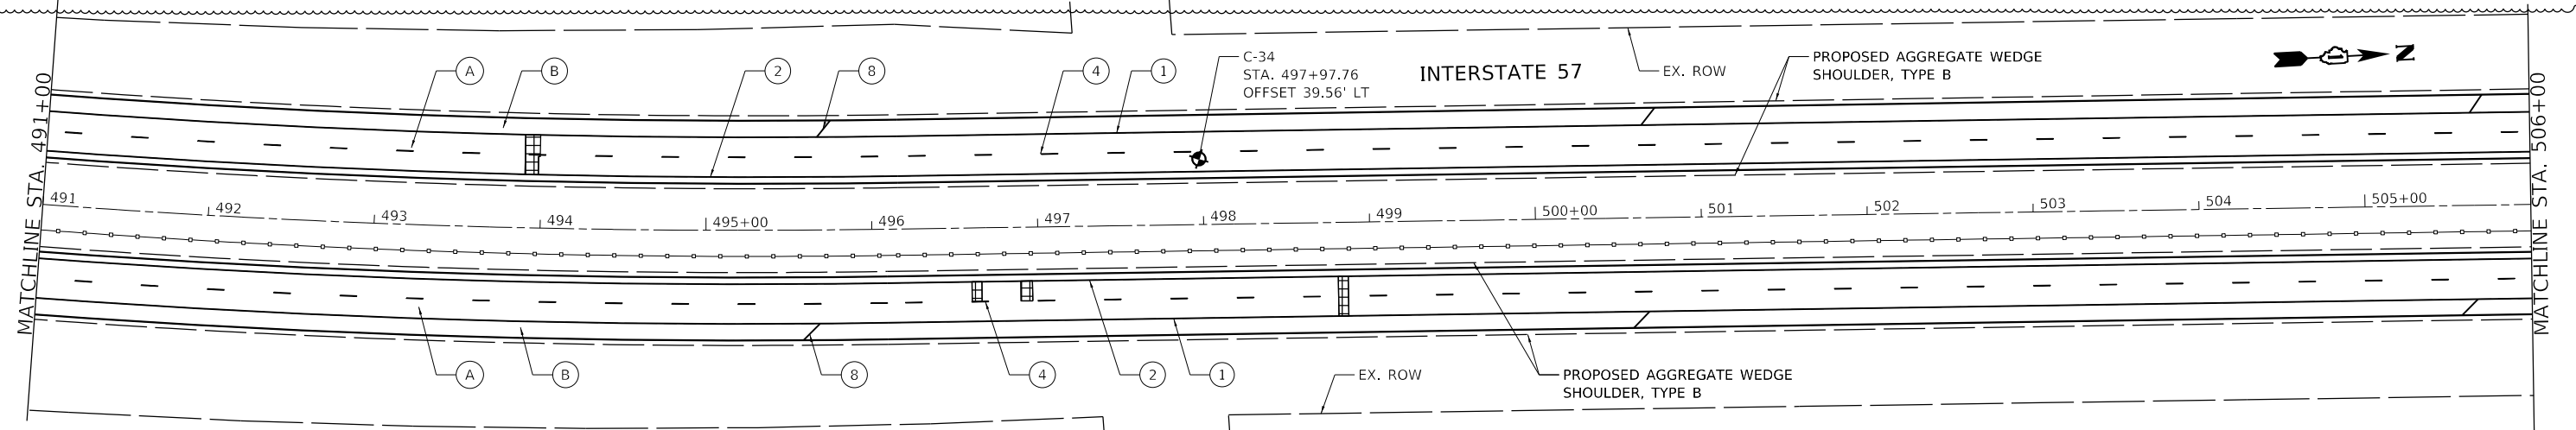 MATCHLINE STA. 491+00
A
B
2
8
4
1
C-34
STA. 497+97.76
OFFSET 39.56' LT
INTERSTATE 57
EX. ROW
PROPOSED AGGREGATE WEDGE
SHOULDER, TYPE B
N
491
492
493
494
495+00
496
497
498
499
500+00
501
502
503
504
505+00
MATCHLINE STA. 506+00
A
B
8
4
2
1
EX. ROW
PROPOSED AGGREGATE WEDGE
SHOULDER, TYPE B